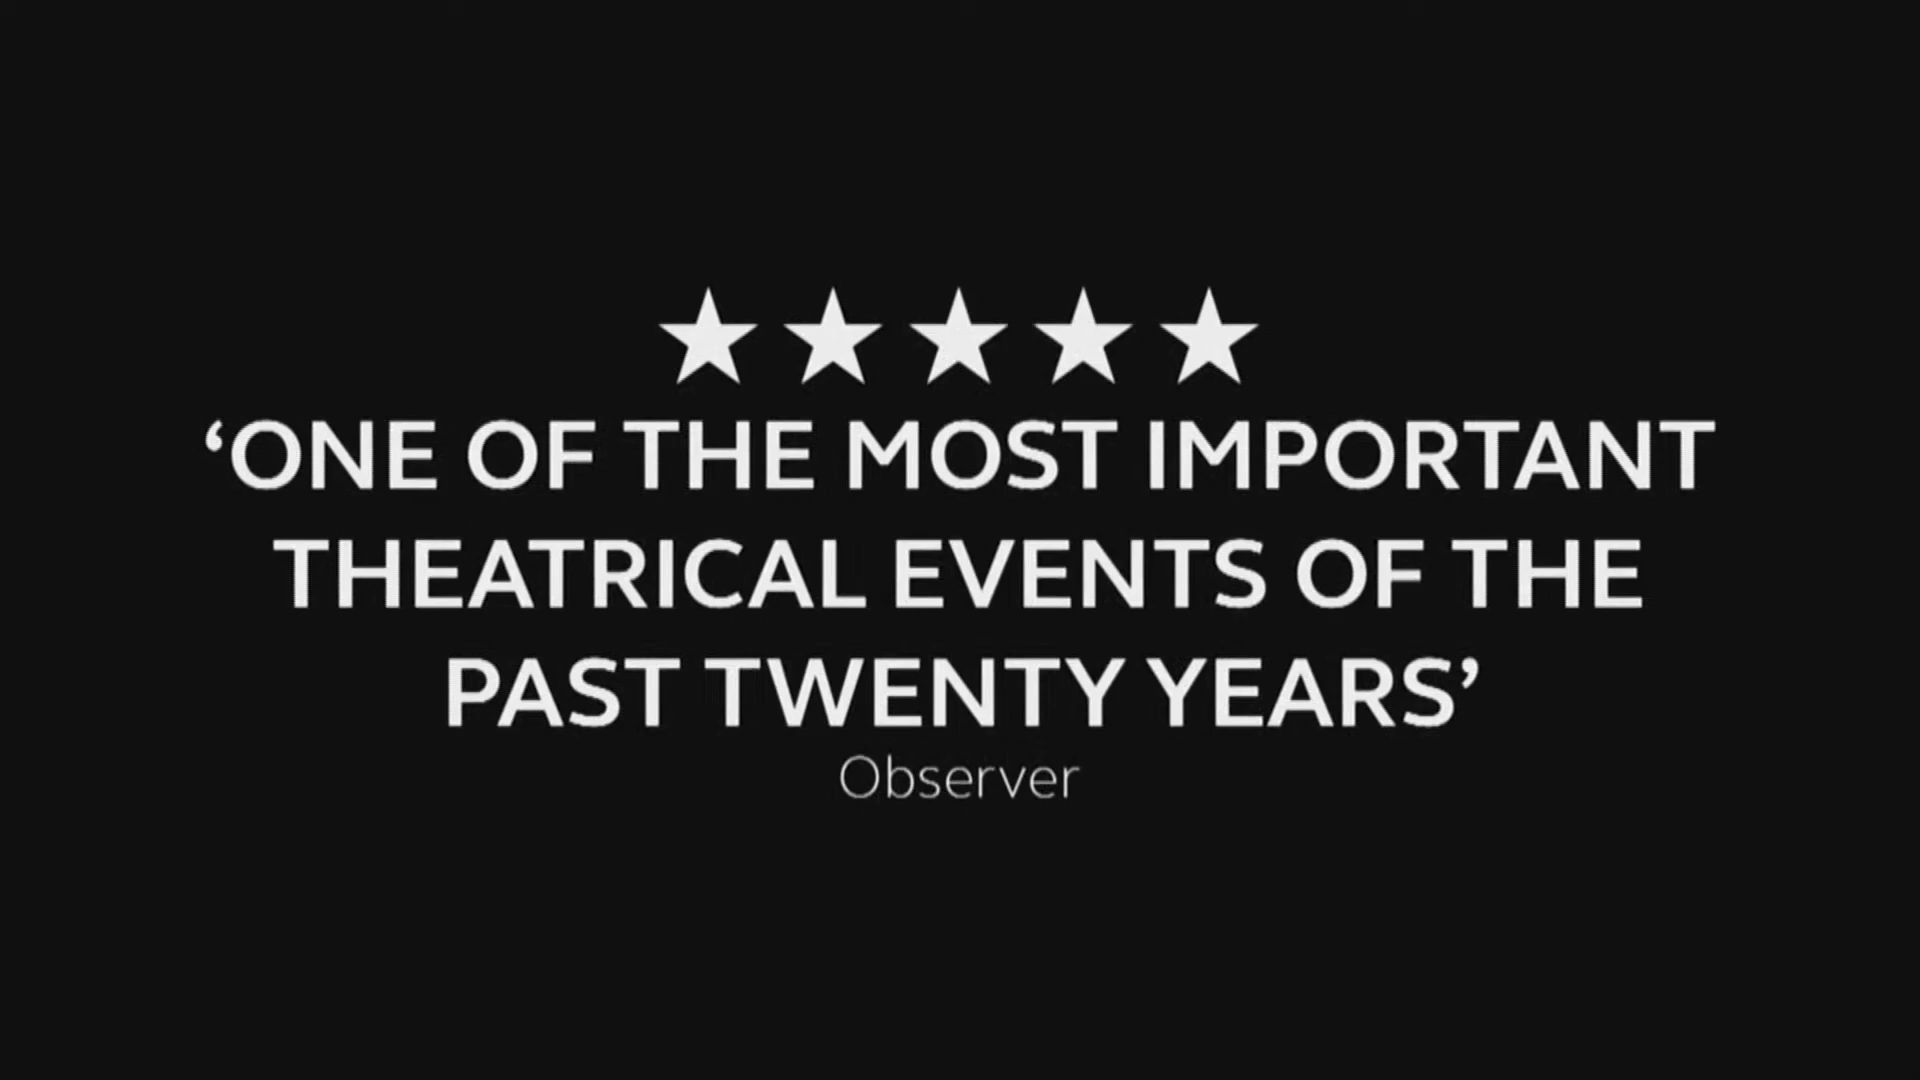 ‘ONE OF THE MOST IMPORTANT
THEATRICAL EVENTS OF THE
PAST TWENTY YEARS’
Observer